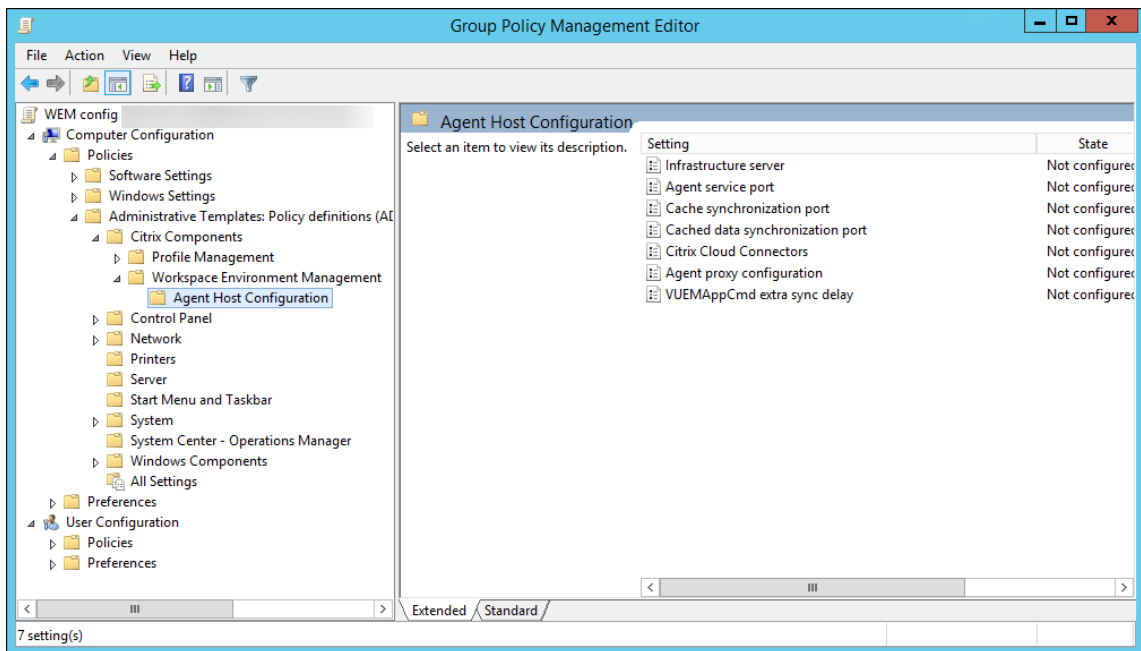 Group Policy Management Editor
File Action View Help
WEM config
Computer Configuration
Policies
Software Settings
Windows Settings
Administrative Templates: Policy definitions (AD
Citrix Components
Profile Management
Workspace Environment Management
Agent Host Configuration
Control Panel
Network
Printers
Server
Start Menu and Taskbar
System
System Center - Operations Manager
Windows Components
All Settings
Preferences
User Configuration
Policies
Preferences
Agent Host Configuration
Select an item to view its description.
Setting State
Infrastructure server Not configured
Agent service port Not configured
Cache synchronization port Not configured
Cached data synchronization port Not configured
Citrix Cloud Connectors Not configured
Agent proxy configuration Not configured
VUEMAppCmd extra sync delay Not configured
Extended Standard
7 setting(s)